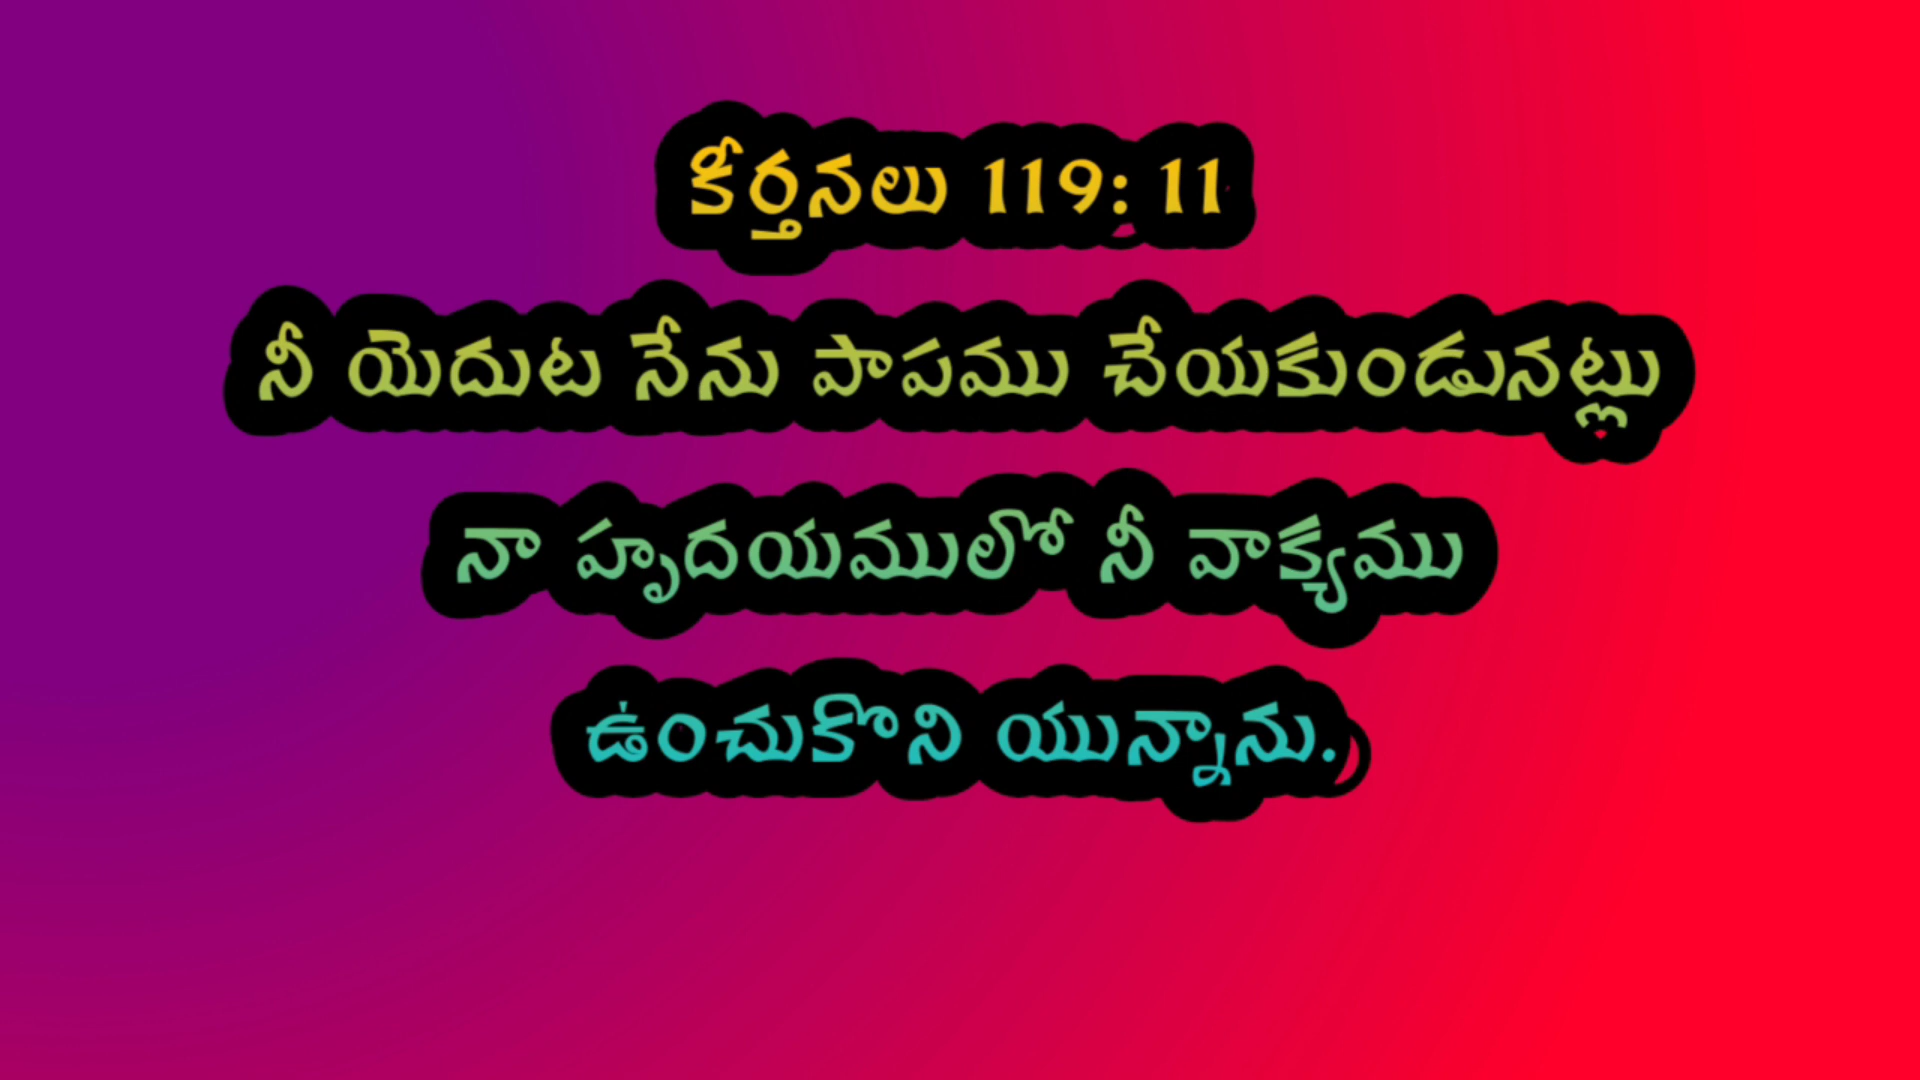 కీర్తనలు 119: 11
నీ యెదుట నేను పాపము చేయకుండునట్లు
నా హృదయములో నీ వాక్యము
ఉంచుకొని యున్నాను.